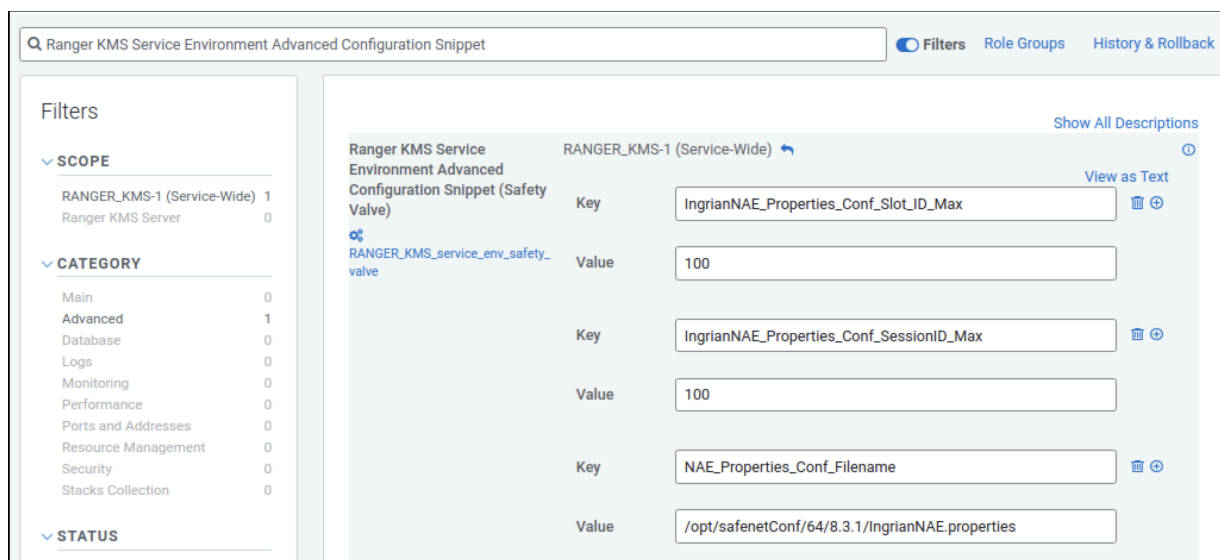 Ranger KMS Service Environment Advanced Configuration Snippet
Filters
Role Groups
History & Rollback
Filters
SCOPE
RANGER_KMS-1 (Service-Wide) 1
Ranger KMS Server 0
CATEGORY
Main 0
Advanced 1
Database 0
Logs 0
Monitoring 0
Performance 0
Ports and Addresses 0
Resource Management 0
Security 0
Stacks Collection 0
STATUS
Show All Descriptions
Ranger KMS Service
Environment Advanced
Configuration Snippet (Safety
Valve)
RANGER_KMS_service_env_safety_
valve
RANGER_KMS-1 (Service-Wide)
View as Text
Key IngrianNAE_Properties_Conf_Slot_ID_Max
Value 100
Key IngrianNAE_Properties_Conf_SessionID_Max
Value 100
Key NAE_Properties_Conf_Filename
Value /opt/safenetConf/64/8.3.1/IngrianNAE.properties